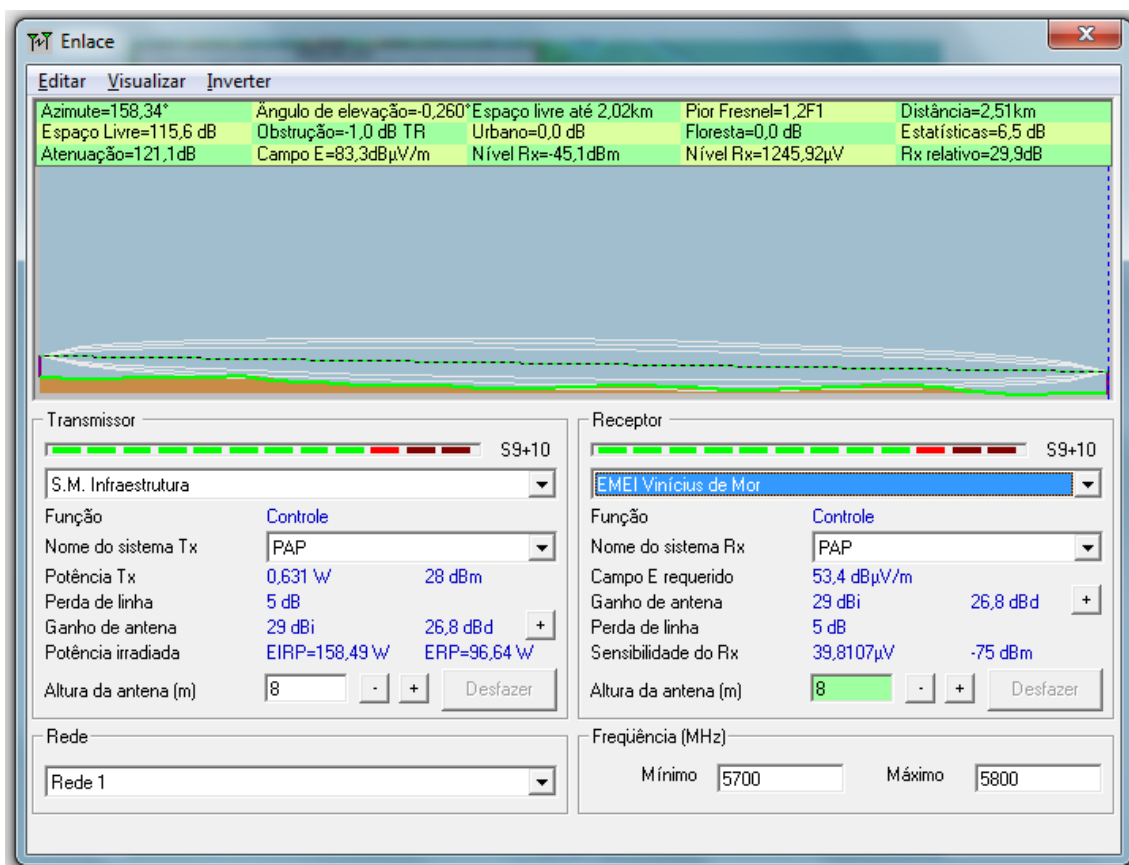 Enlace
Editar Visualizar Inverter
Azimute=158,34° Ângulo de elevação=-0,260° Espaço livre até 2,02km Pior Fresnel=1,2F1 Distância=2,51km
Espaço Livre=115,6 dB Obstrução=-1,0 dB TR Urbano=0,0 dB Floresta=0,0 dB Estatísticas=6,5 dB
Atenuação=121,1dB Campo E=83,3dBµV/m Nível Rx=-45,1dBm Nível Rx=1245,92µV Rx relativo=29,9dB
Transmissor
S9+10
S.M. Infraestrutura
Função Controle
Nome do sistema Tx PAP
Potência Tx 0,631 W 28 dBm
Perda de linha 5 dB
Ganho de antena 29 dBi 26,8 dBd +
Potência irradiada EIRP=158,49 W ERP=96,64 W
Altura da antena (m) 8 - + Desfazer
Rede
Rede 1
Receptor
S9+10
EMEI Vinícius de Mor
Função Controle
Nome do sistema Rx PAP
Campo E requerido 53,4 dBµV/m
Ganho de antena 29 dBi 26,8 dBd +
Perda de linha 5 dB
Sensibilidade do Rx 39,8107µV -75 dBm
Altura da antena (m) 8 - + Desfazer
Freqüência (MHz)
Mínimo 5700 Máximo 5800